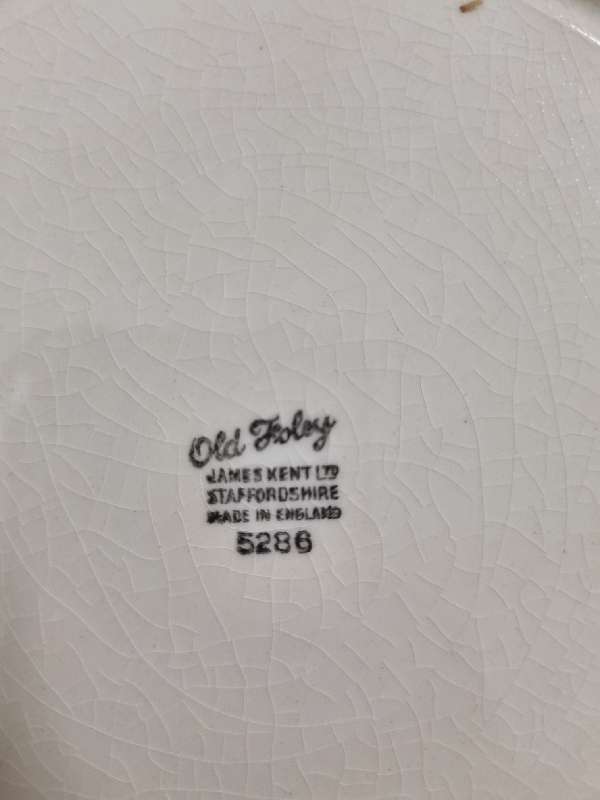 Old Foley
JAMES KENT LTD
STAFFORDSHIRE
MADE IN ENGLAND
5286